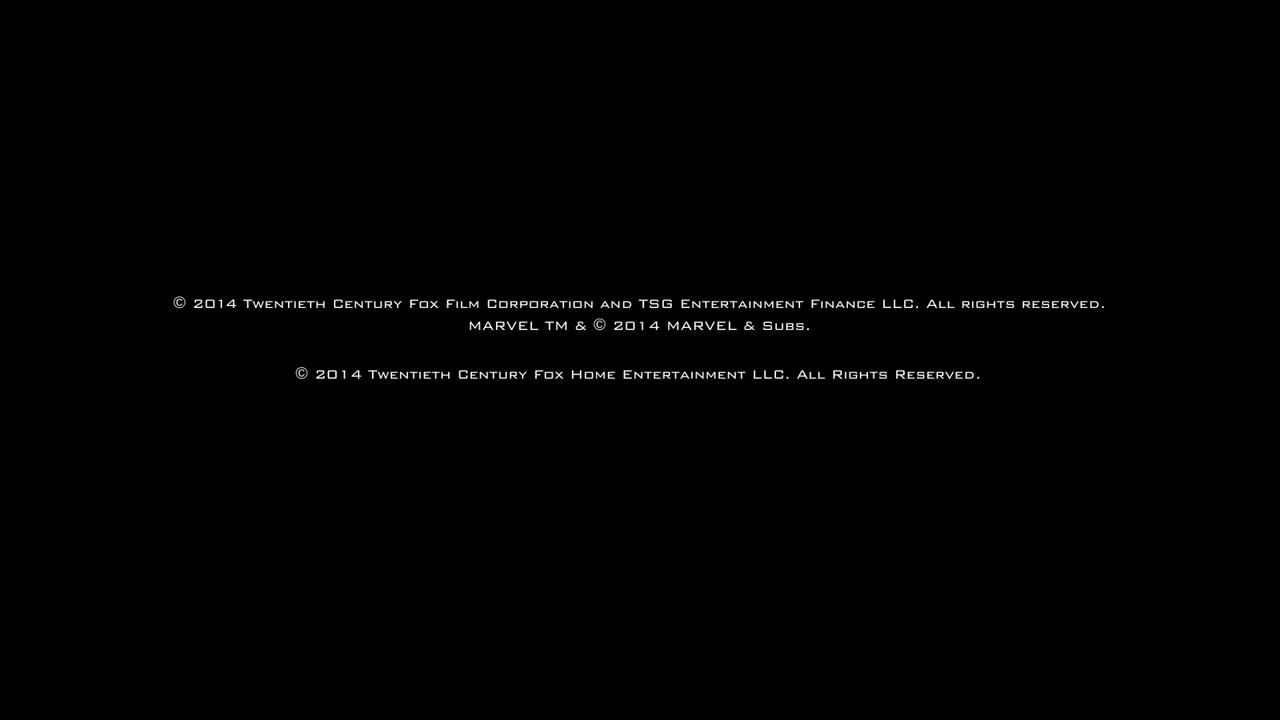 © 2014 Twentieth Century Fox Film Corporation and TSG Entertainment Finance LLC. All rights reserved.
MARVEL TM & © 2014 MARVEL & Subs.
© 2014 Twentieth Century Fox Home Entertainment LLC. All Rights Reserved.